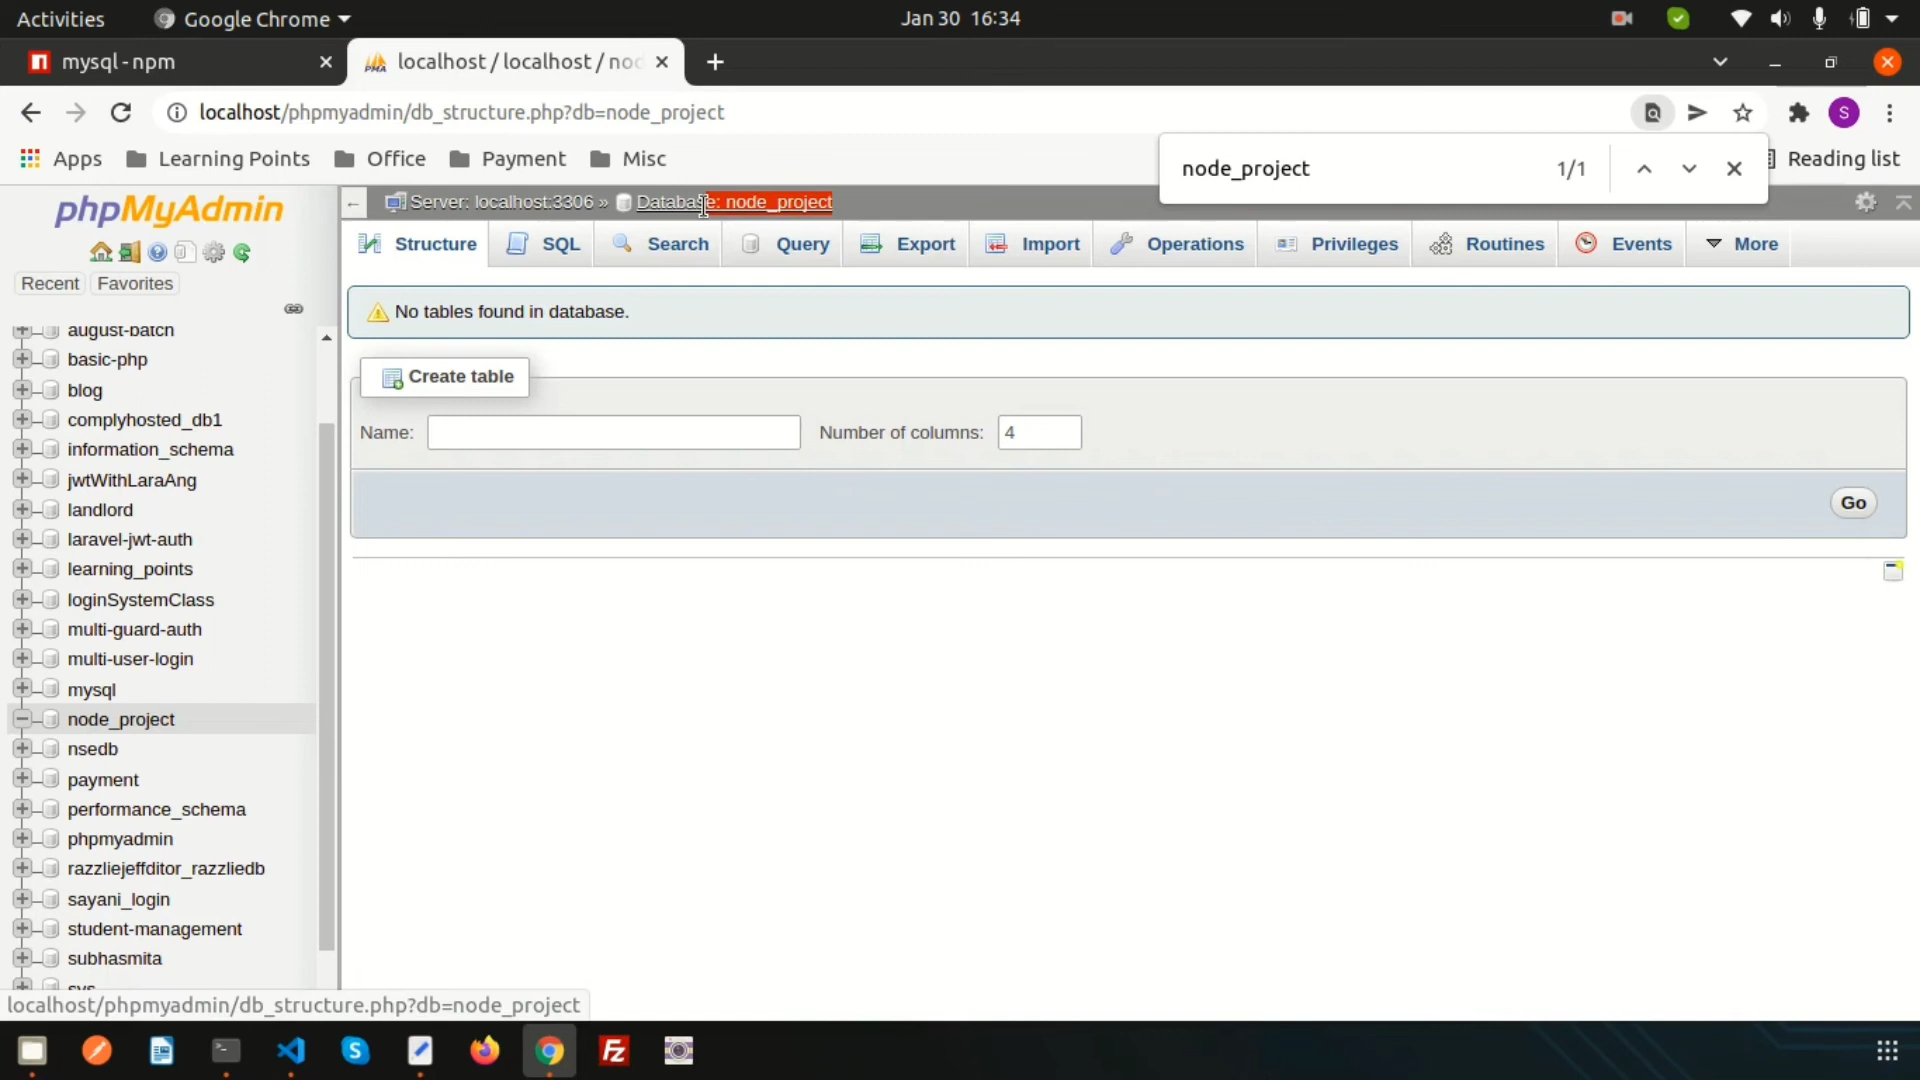 Activities Google Chrome Jan 30 16:34
mysql - npm localhost / localhost / nod
localhost/phpmyadmin/db_structure.php?db=node_project S
Apps Learning Points Office Payment Misc node_project 1/1 Reading list
phpMyAdmin Server: localhost:3306 » Database: node_project
Structure SQL Search Query Export Import Operations Privileges Routines Events More
Recent Favorites
No tables found in database.
august-batch
basic-php
Create table
blog
complyhosted_db1
Name: Number of columns: 4
information_schema
jwtWithLaraAng
landlord
Go
laravel-jwt-auth
learning_points
loginSystemClass
multi-guard-auth
multi-user-login
mysql
node_project
nsedb
payment
performance_schema
phpmyadmin
razzliejeffditor_razzliedb
sayani_login
student-management
subhasmita
sys
localhost/phpmyadmin/db_structure.php?db=node_project